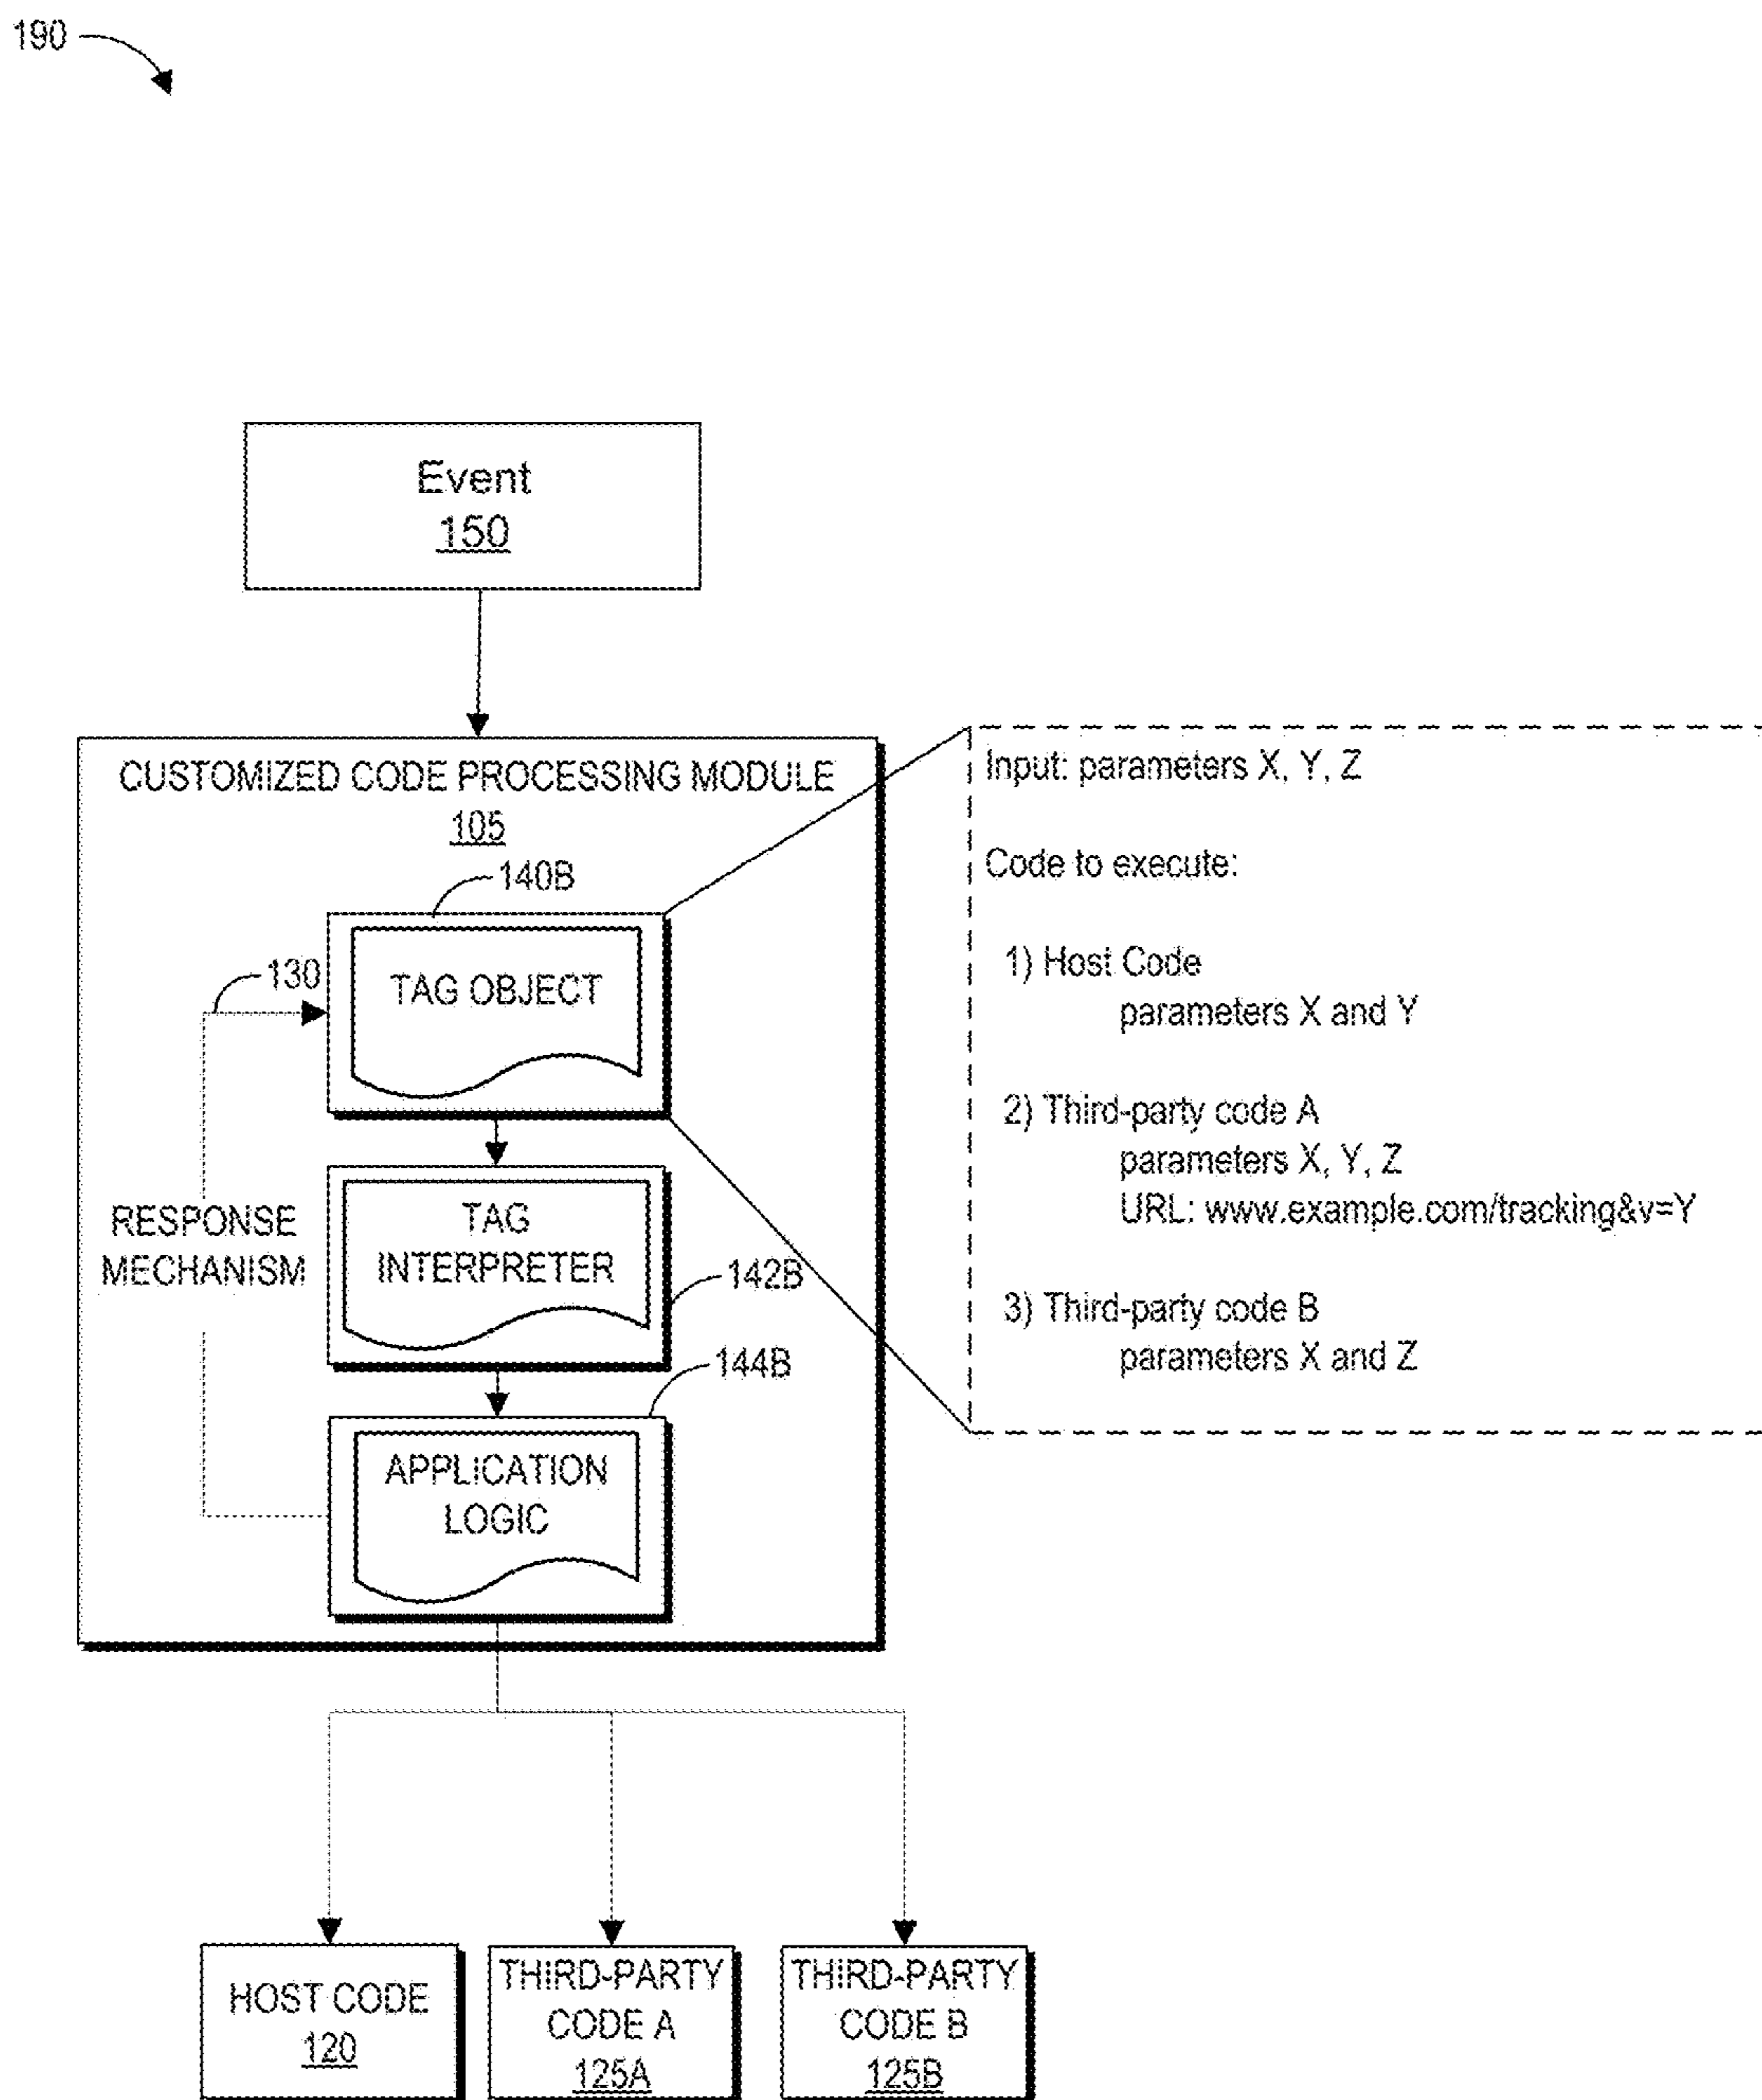 190
Event
150
CUSTOMIZED CODE PROCESSING MODULE
105
140B
TAG OBJECT
130
RESPONSE
MECHANISM
TAG
INTERPRETER
142B
144B
APPLICATION
LOGIC
Input: parameters X, Y, Z
Code to execute:
1) Host Code
parameters X and Y
2) Third-party code A
parameters X, Y, Z
URL: www.example.com/tracking&v=Y
3) Third-party code B
parameters X and Z
HOST CODE
120
THIRD-PARTY
CODE A
125A
THIRD-PARTY
CODE B
125B